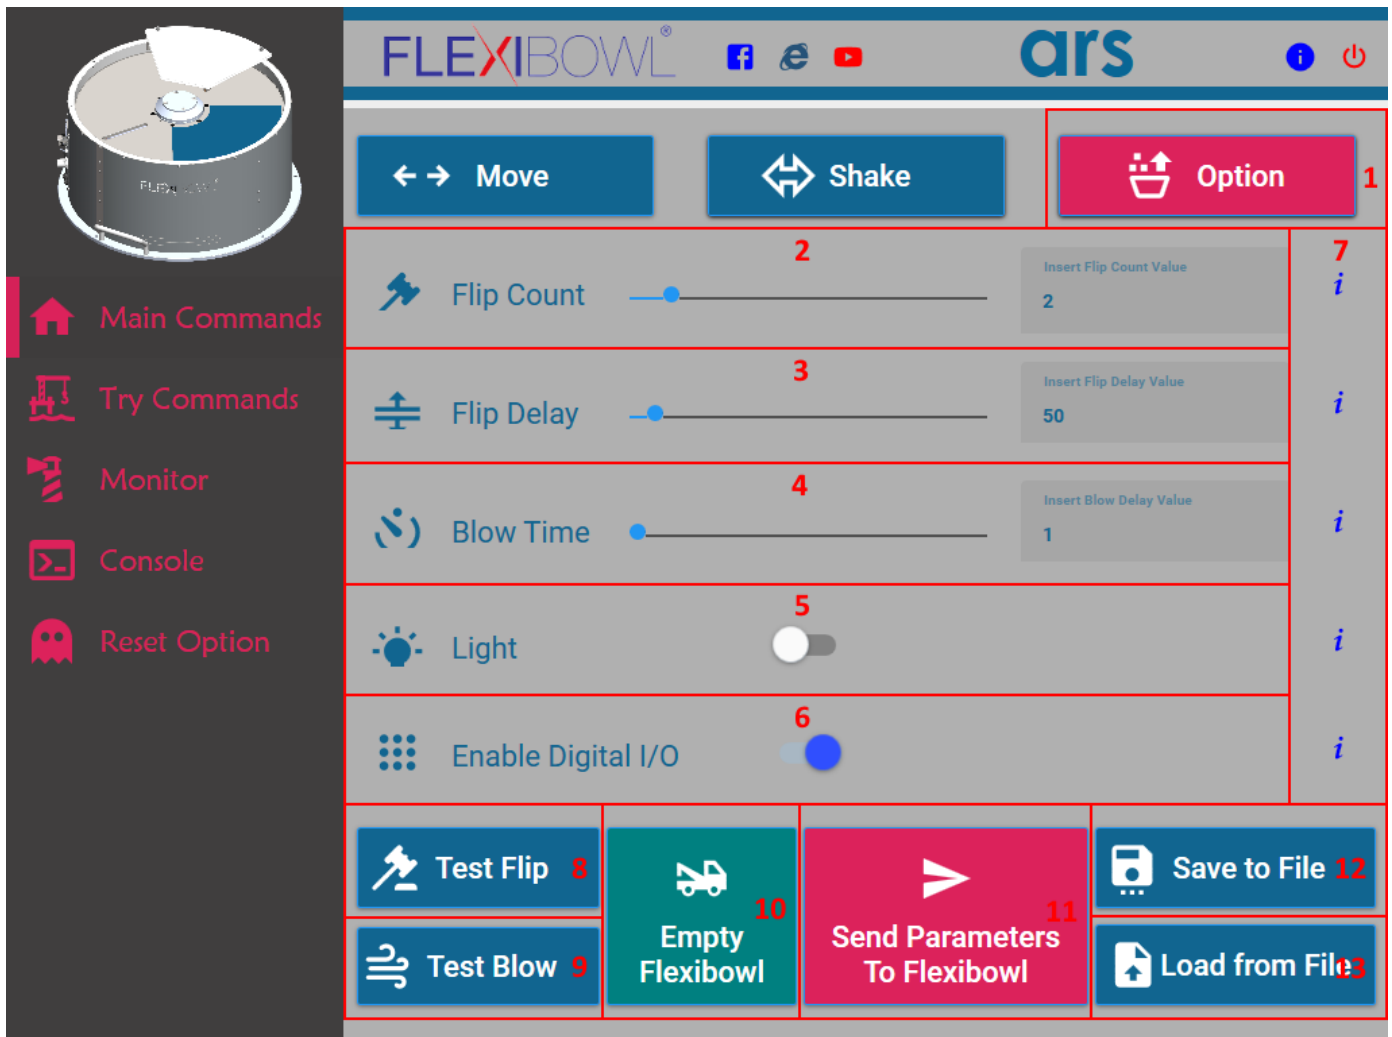 FLEXIBOWL®
ars
Move
Shake
Option
1
2
7
Flip Count
Insert Flip Count Value
2
i
Main Commands
3
Flip Delay
Insert Flip Delay Value
50
i
Try Commands
4
Blow Time
Insert Blow Delay Value
1
i
Monitor
Console
5
Light
i
Reset Option
6
Enable Digital I/O
i
Test Flip
8
Test Blow
9
Empty
Flexibowl
10
Send Parameters
To Flexibowl
11
Save to File
12
Load from File
13